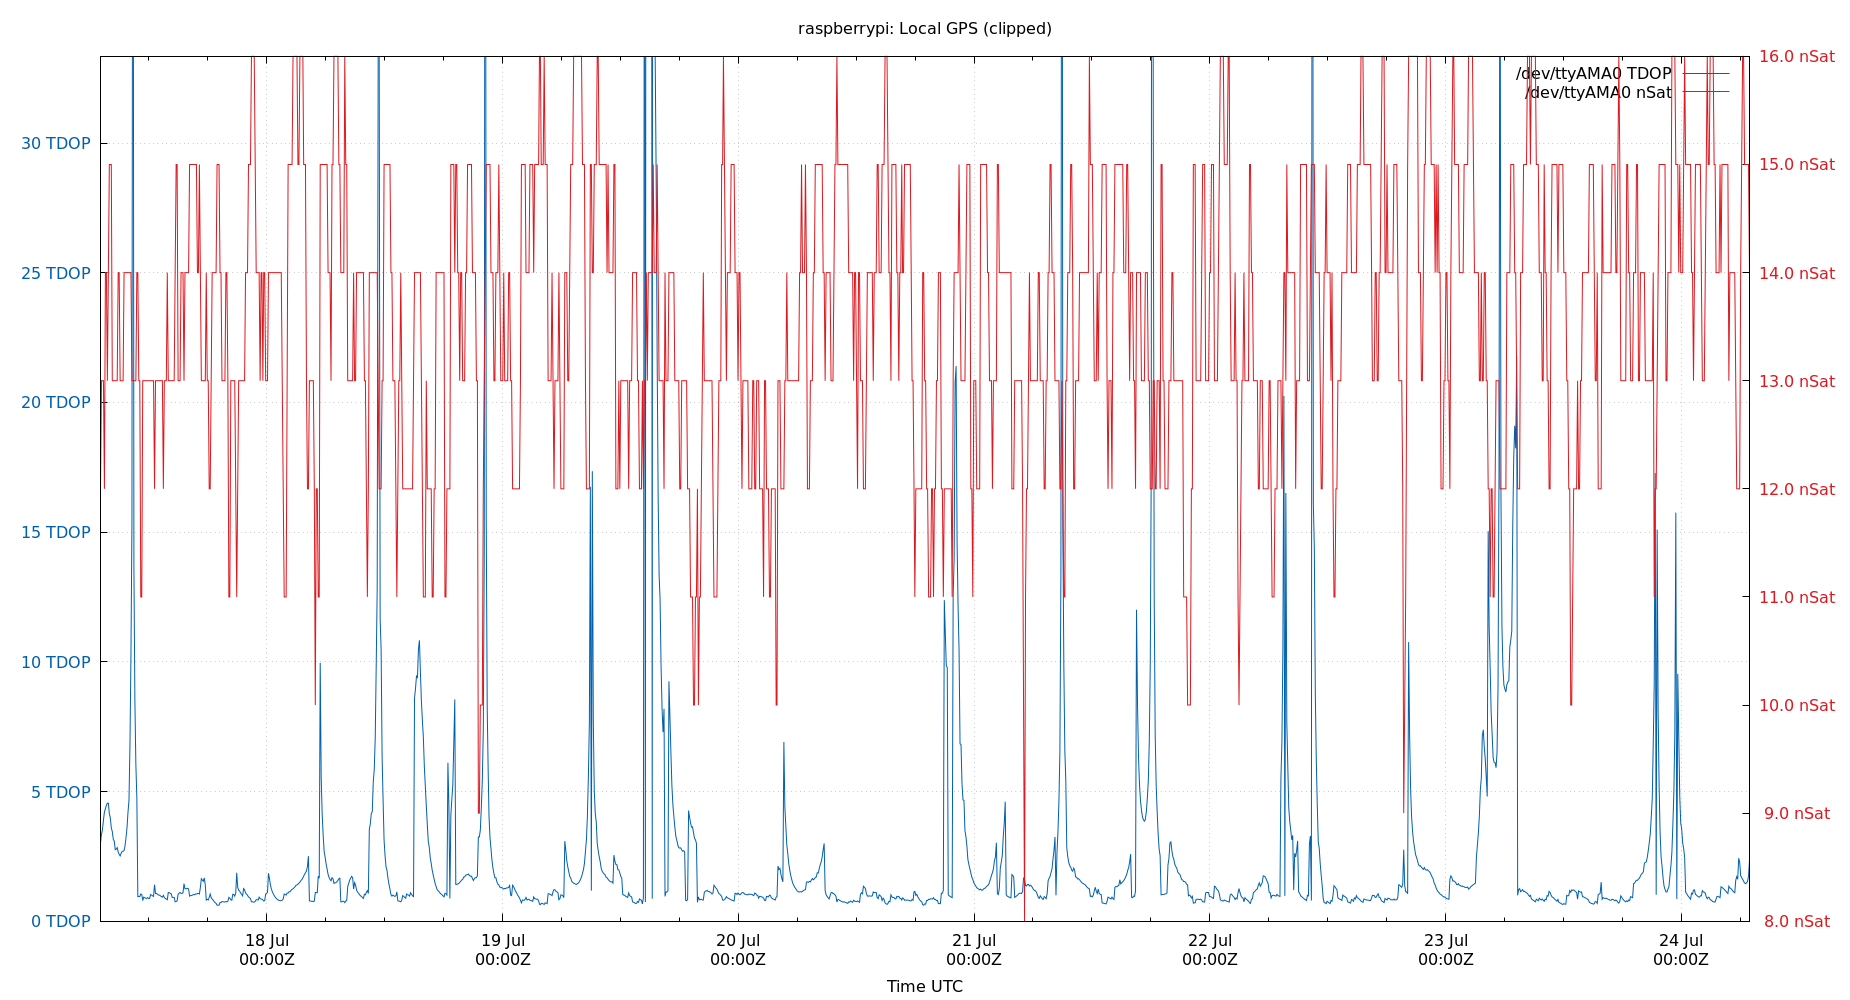 raspberrypi: Local GPS (clipped)
/dev/ttyAMA0 TDOP
/dev/ttyAMA0 nSat
30 TDOP
25 TDOP
20 TDOP
15 TDOP
10 TDOP
5 TDOP
0 TDOP
16.0 nSat
15.0 nSat
14.0 nSat
13.0 nSat
12.0 nSat
11.0 nSat
10.0 nSat
9.0 nSat
8.0 nSat
18 Jul
00:00Z
19 Jul
00:00Z
20 Jul
00:00Z
21 Jul
00:00Z
22 Jul
00:00Z
23 Jul
00:00Z
24 Jul
00:00Z
Time UTC